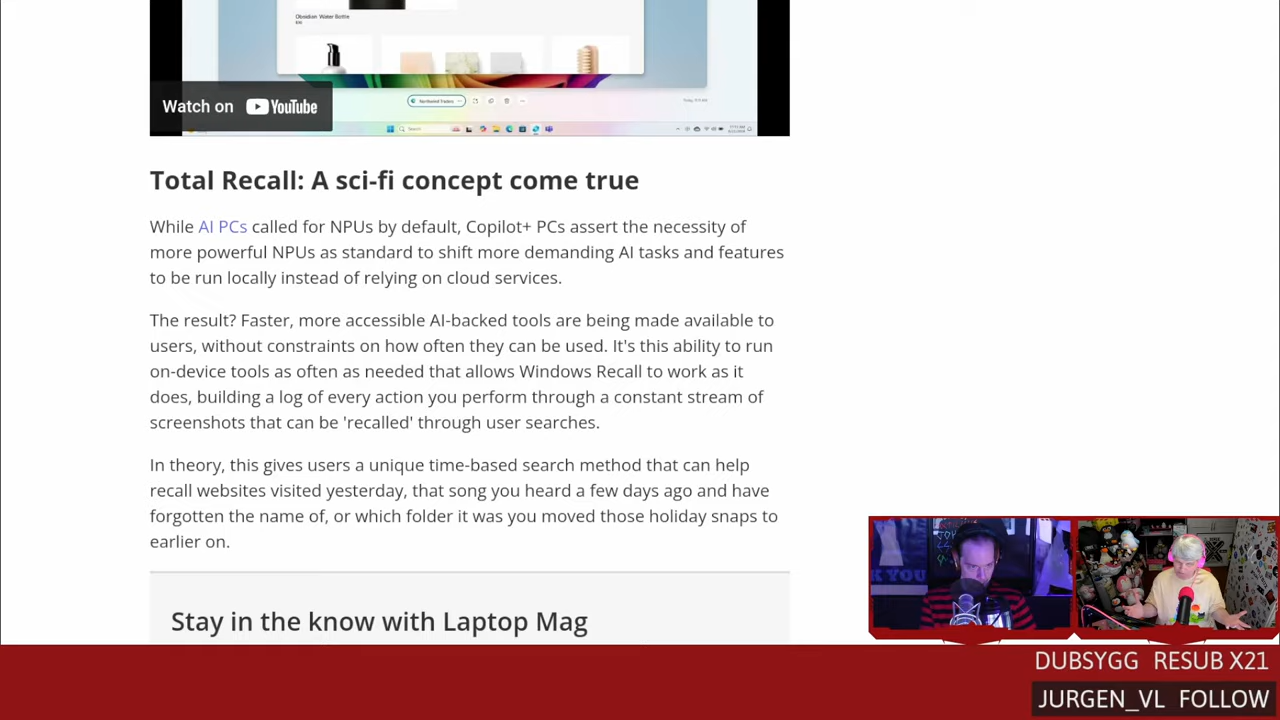 Obsidian Water Bottle
Watch on YouTube
Search
Total Recall: A sci-fi concept come true
While AI PCs called for NPUs by default, Copilot+ PCs assert the necessity of
more powerful NPUs as standard to shift more demanding AI tasks and features
to be run locally instead of relying on cloud services.
The result? Faster, more accessible AI-backed tools are being made available to
users, without constraints on how often they can be used. It's this ability to run
on-device tools as often as needed that allows Windows Recall to work as it
does, building a log of every action you perform through a constant stream of
screenshots that can be 'recalled' through user searches.
In theory, this gives users a unique time-based search method that can help
recall websites visited yesterday, that song you heard a few days ago and have
forgotten the name of, or which folder it was you moved those holiday snaps to
earlier on.
Stay in the know with Laptop Mag
K YOU
DUBSYGG RESUB X21
JURGEN_VL FOLLOW